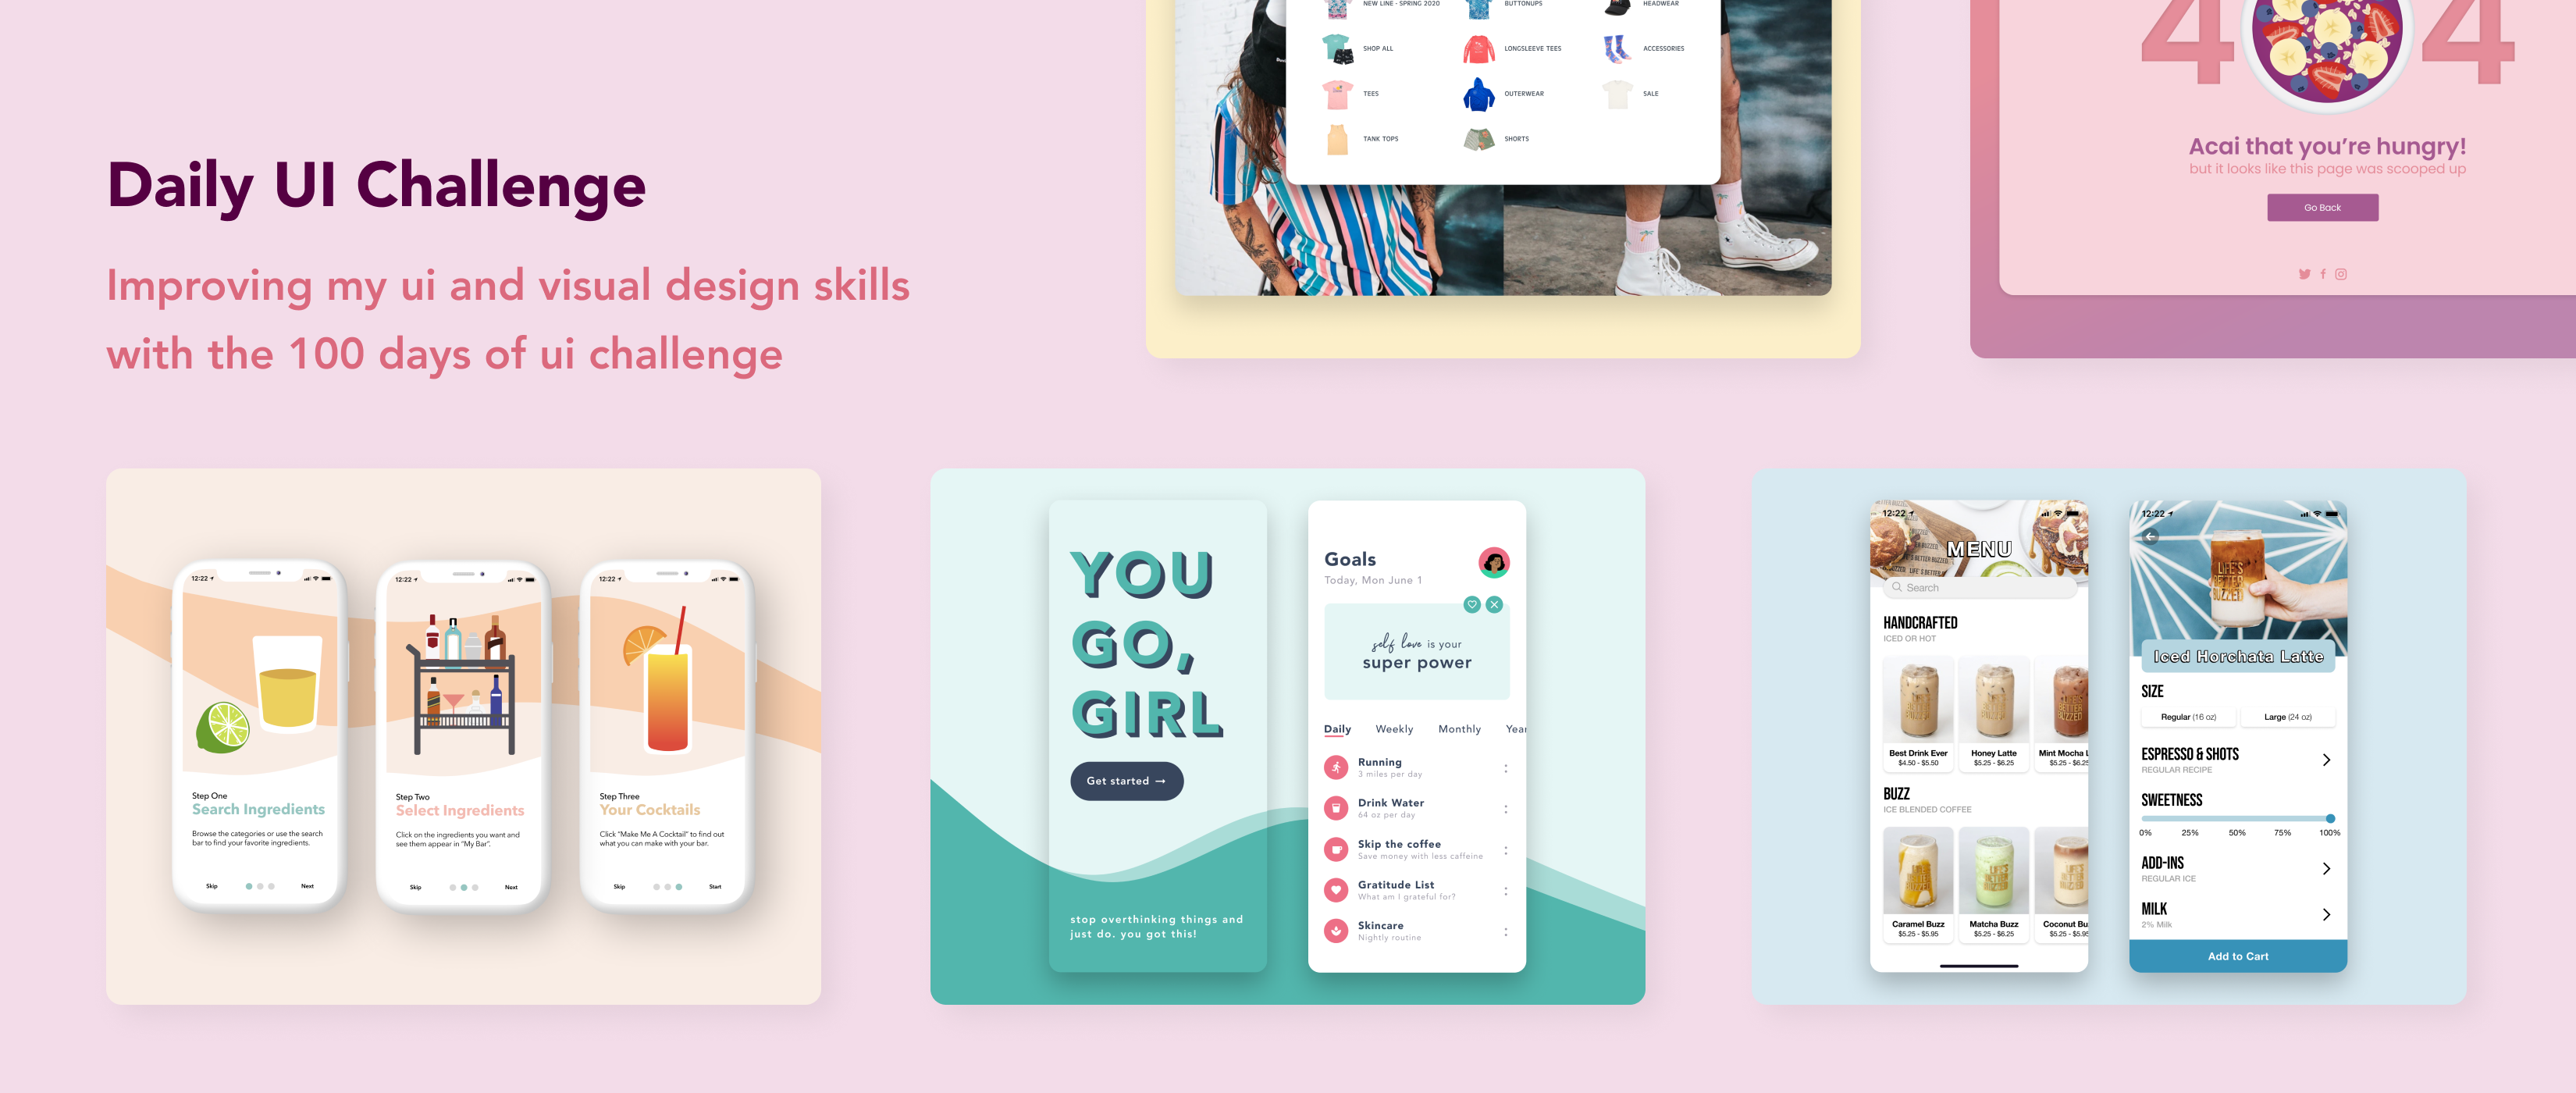 Daily UI Challenge
Improving my ui and visual design skills
with the 100 days of ui challenge
NEW LINE - SPRING 2020
BUTTONUPS
HEADWEAR
SHOP ALL
LONGSLEEVE TEES
ACCESSORIES
TEES
OUTERWEAR
SALE
TANK TOPS
SHORTS
4 4
Acai that you're hungry!
but it looks like this page was scooped up
Go Back
12:22
Step One
Search Ingredients
Browse the categories or use the search
bar to find your favorite ingredients.
Skip
Next
12:22
Step Two
Select Ingredients
Click on the ingredients you want and
see them appear in "My Bar".
Skip
Next
12:22
Step Three
Your Cocktails
Click "Make Me A Cocktail" to find out
what you can make with your bar.
Skip
Start
YOU
GO,
GIRL
Get started →
stop overthinking things and
just do. you got this!
Goals
Today, Mon June 1
self love is your
super power
Daily Weekly Monthly Year
Running
3 miles per day
Drink Water
64 oz per day
Skip the coffee
Save money with less caffeine
Gratitude List
What am I grateful for?
Skincare
Nightly routine
12:22
MENU
Search
HANDCRAFTED
ICED OR HOT
Best Drink Ever
$4.50 - $5.50
Honey Latte
$5.25 - $6.25
Mint Mocha L
$5.25 - $6.25
BUZZ
ICE BLENDED COFFEE
Caramel Buzz
$5.25 - $5.95
Matcha Buzz
$5.25 - $6.25
Coconut Bu
$5.25 - $5.95
12:22
LIFE'S
BETTER
BUZZED
Iced Horchata Latte
SIZE
Regular (16 oz)
Large (24 oz)
ESPRESSO & SHOTS
REGULAR RECIPE
SWEETNESS
0% 25% 50% 75% 100%
ADD-INS
REGULAR ICE
MILK
2% Milk
Add to Cart